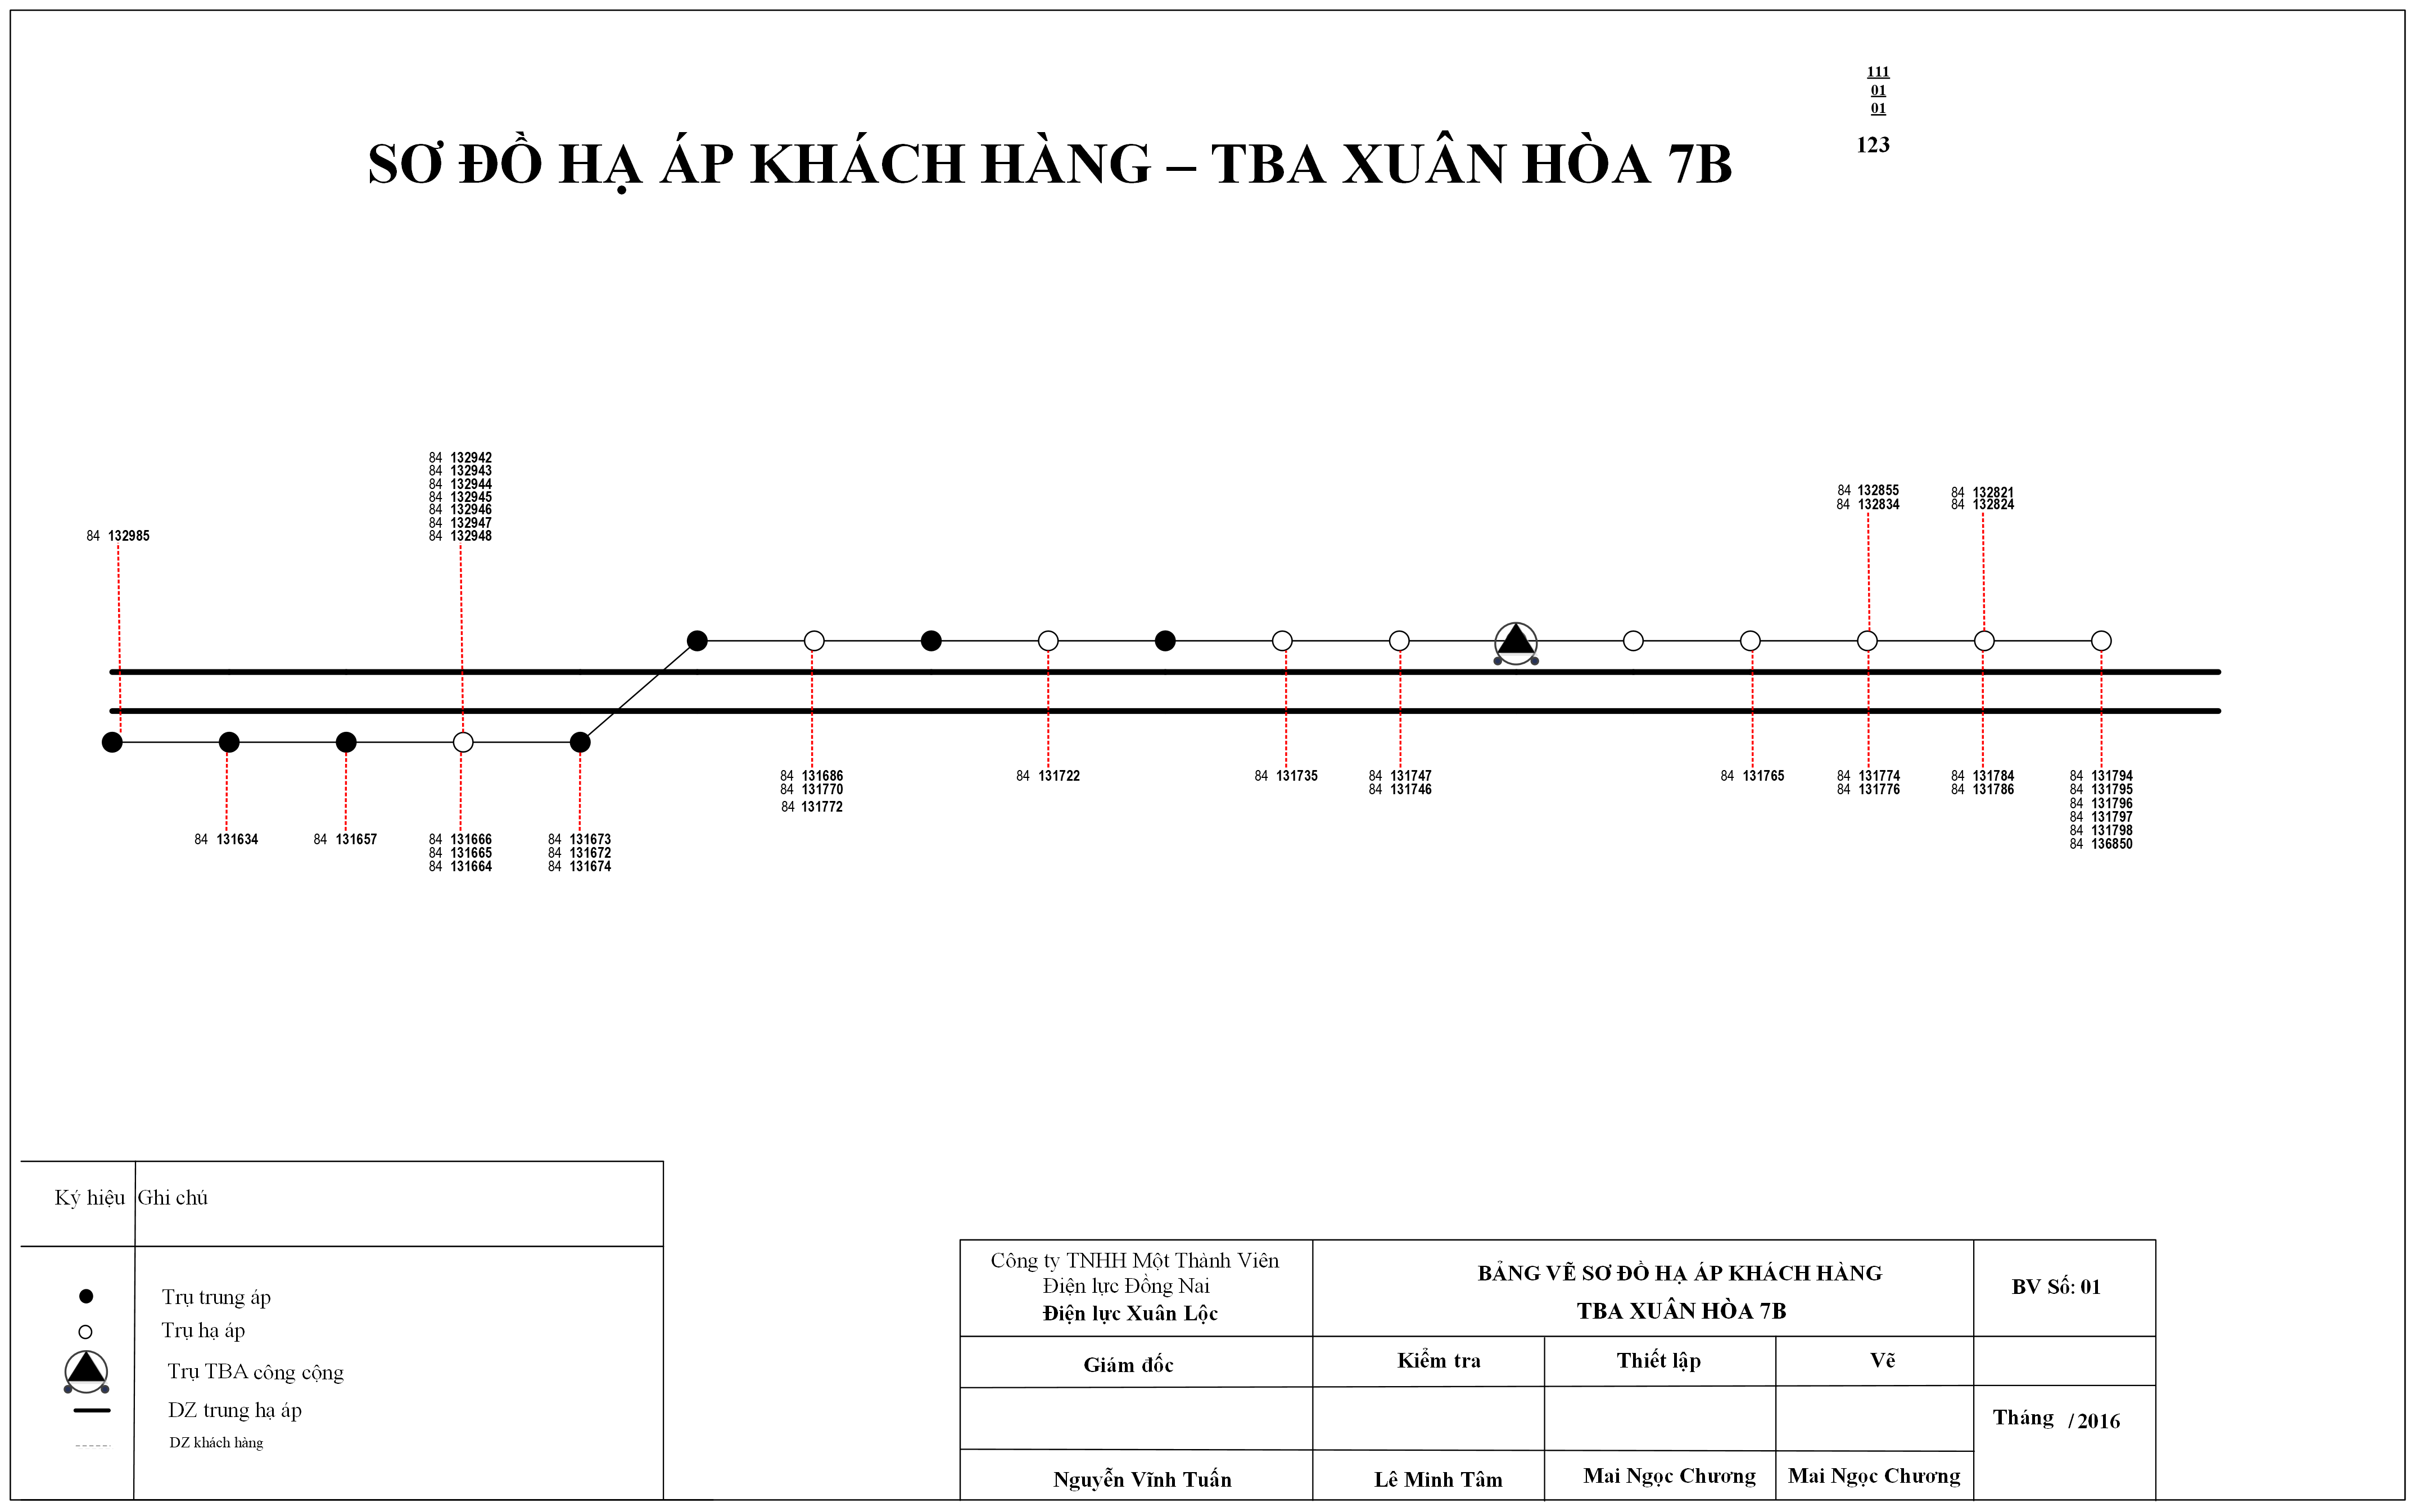 111
01
01
123
SƠ ĐỒ HẠ ÁP KHÁCH HÀNG – TBA XUÂN HÒA 7B
84 132985
84 132942
84 132943
84 132944
84 132945
84 132946
84 132947
84 132948
84 132855
84 132834
84 132821
84 132824
84 131634
84 131657
84 131666
84 131665
84 131664
84 131673
84 131672
84 131674
84 131686
84 131770
84 131772
84 131722
84 131735
84 131747
84 131746
84 131765
84 131774
84 131776
84 131784
84 131786
84 131794
84 131795
84 131796
84 131797
84 131798
84 136850
Ký hiệu
Ghi chú
Trụ trung áp
Trụ hạ áp
Trụ TBA công cộng
DZ trung hạ áp
DZ khách hàng
Công ty TNHH Một Thành Viên
Điện lực Đồng Nai
Điện lực Xuân Lộc
BẢNG VẼ SƠ ĐỒ HẠ ÁP KHÁCH HÀNG
TBA XUÂN HÒA 7B
BV Số: 01
Giám đốc
Kiểm tra
Thiết lập
Vẽ
Tháng / 2016
Nguyễn Vĩnh Tuấn
Lê Minh Tâm
Mai Ngọc Chương
Mai Ngọc Chương